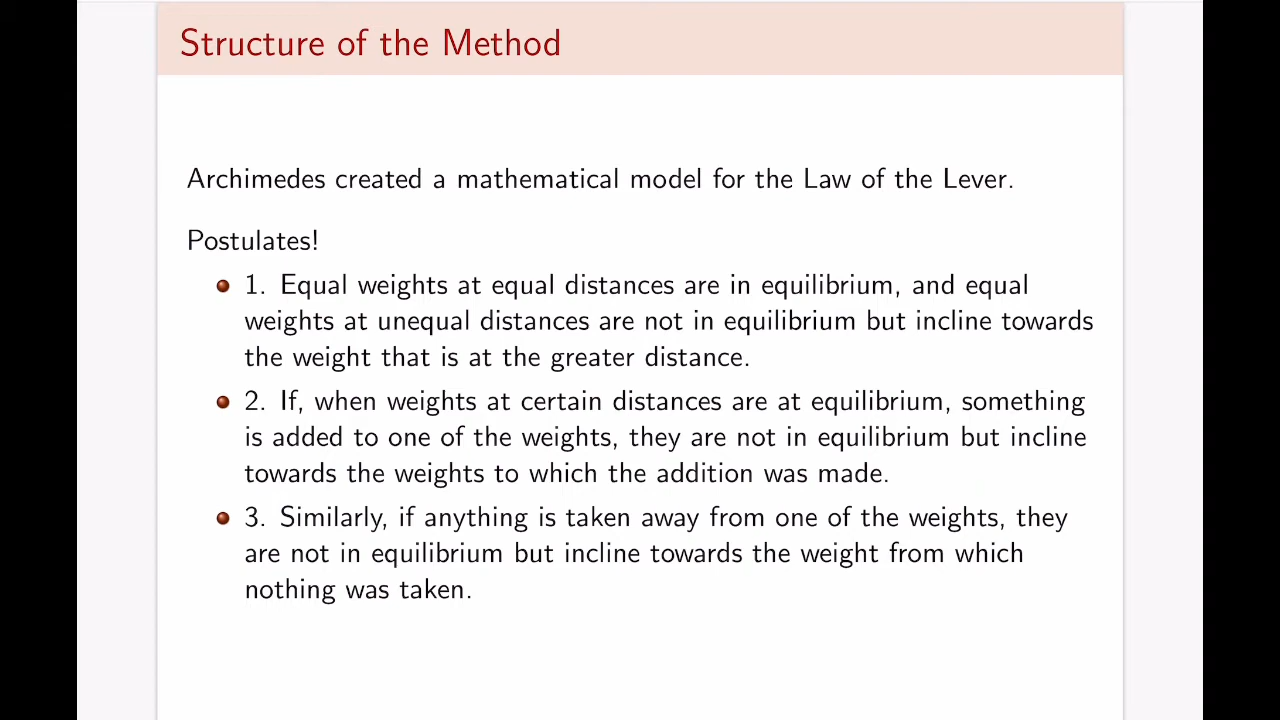 Structure of the Method
Archimedes created a mathematical model for the Law of the Lever.
Postulates!
1. Equal weights at equal distances are in equilibrium, and equal
weights at unequal distances are not in equilibrium but incline towards
the weight that is at the greater distance.
2. If, when weights at certain distances are at equilibrium, something
is added to one of the weights, they are not in equilibrium but incline
towards the weights to which the addition was made.
3. Similarly, if anything is taken away from one of the weights, they
are not in equilibrium but incline towards the weight from which
nothing was taken.